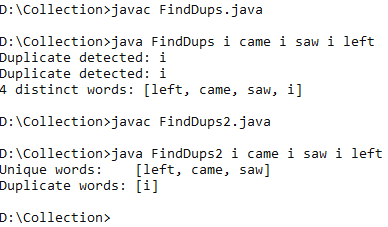 D:\Collection>javac FindDups.java
D:\Collection>java FindDups i came i saw i left
Duplicate detected: i
Duplicate detected: i
4 distinct words: [left, came, saw, i]
D:\Collection>javac FindDups2.java
D:\Collection>java FindDups2 i came i saw i left
Unique words:    [left, came, saw]
Duplicate words: [i]
D:\Collection>